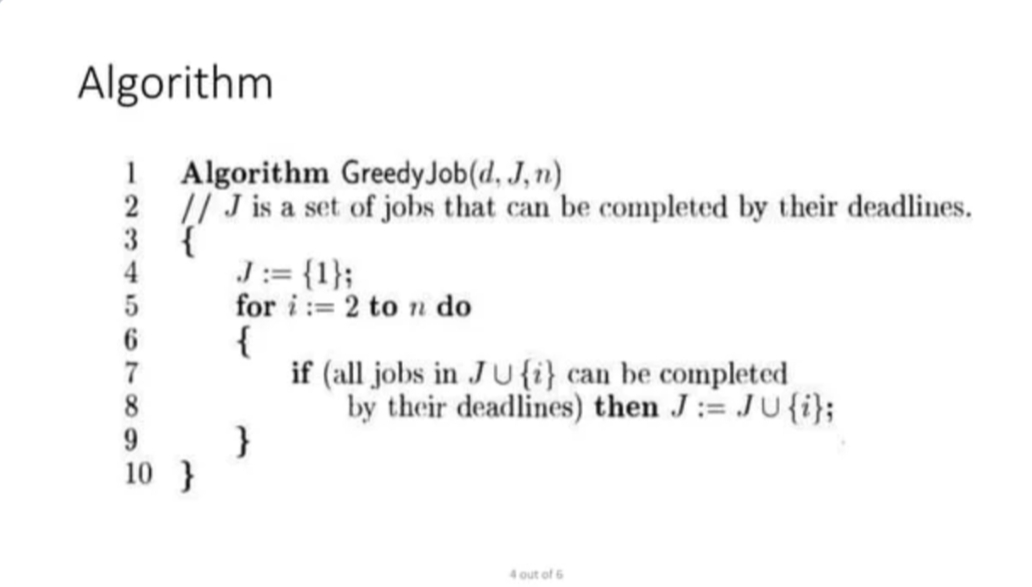 Algorithm
1 Algorithm GreedyJob(d, J, n)
2 // J is a set of jobs that can be completed by their deadlines.
3 {
4 J := {1};
5 for i := 2 to n do
6 {
7 if (all jobs in J ∪ {i} can be completed
8 by their deadlines) then J := J ∪ {i};
9 }
10 }
4 out of 6